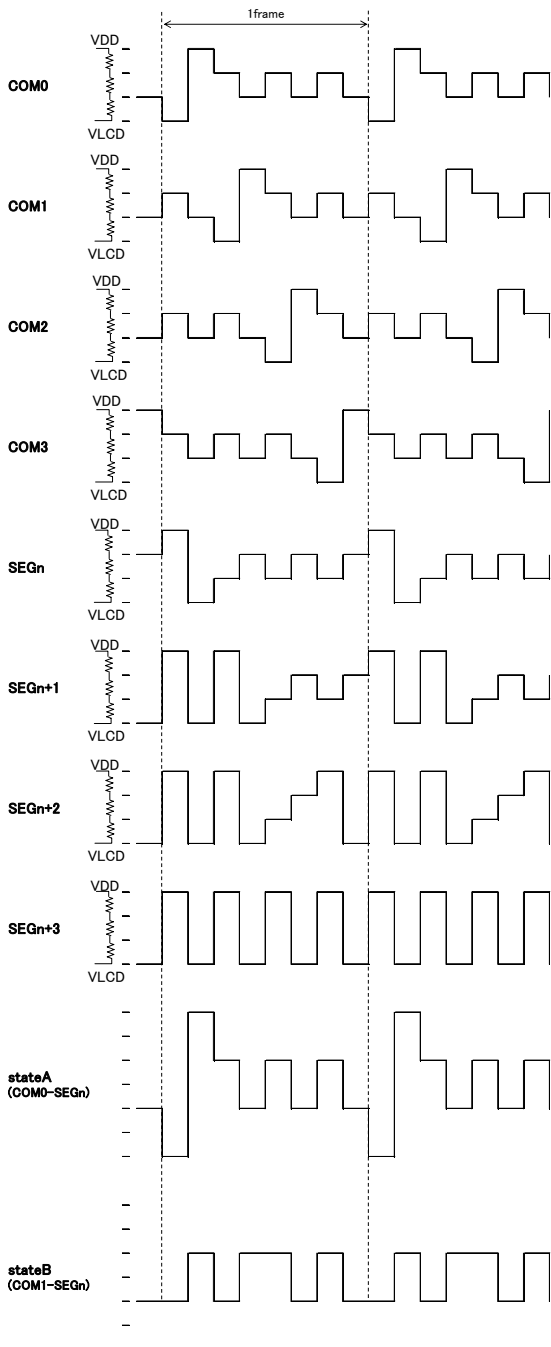 1frame
VDD
COM0
VLCD
VDD
COM1
VLCD
VDD
COM2
VLCD
VDD
COM3
VLCD
VDD
SEGn
VLCD
VDD
SEGn+1
VLCD
VDD
SEGn+2
VLCD
VDD
SEGn+3
VLCD
stateA
(COM0-SEGn)
stateB
(COM1-SEGn)